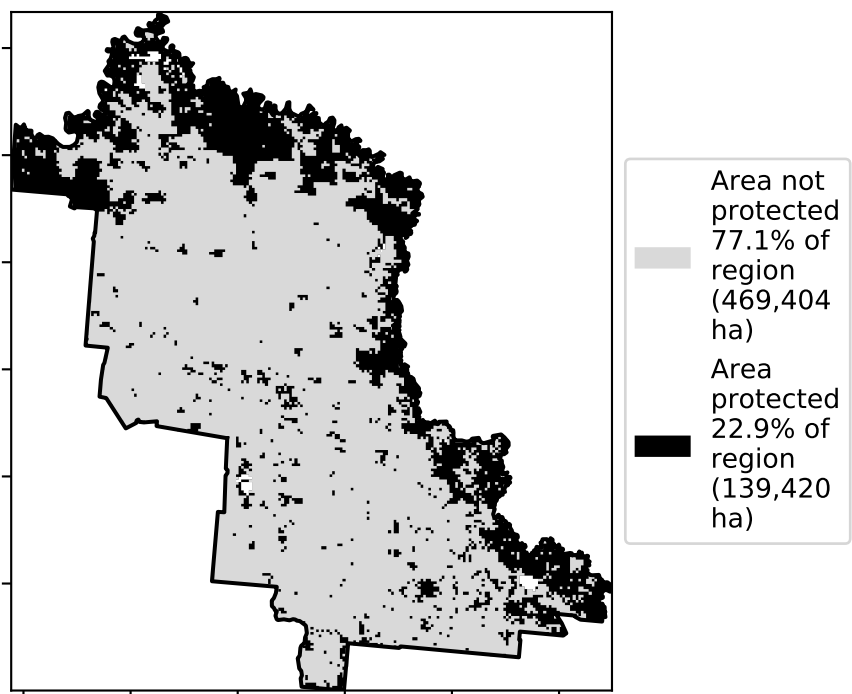 Area not
protected
77.1% of
region
(469,404
ha)
Area
protected
22.9% of
region
(139,420
ha)